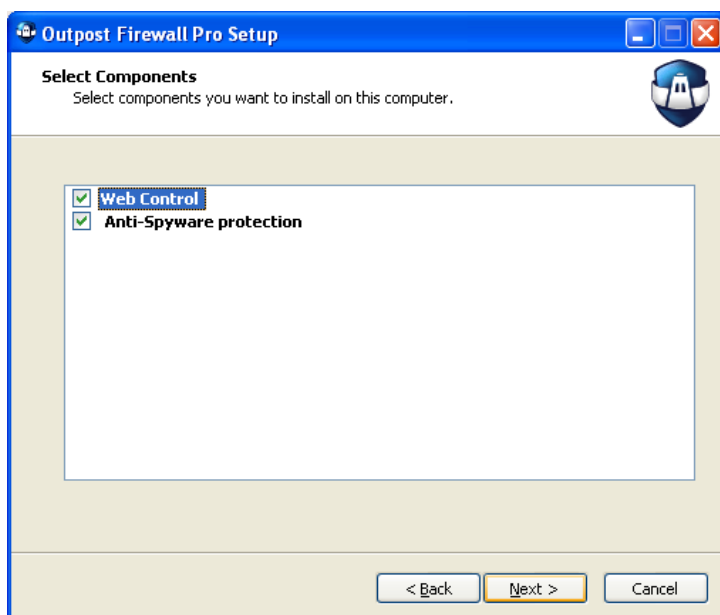 Outpost Firewall Pro Setup
Select Components
Select components you want to install on this computer.
Web Control
Anti-Spyware protection
< Back
Next >
Cancel